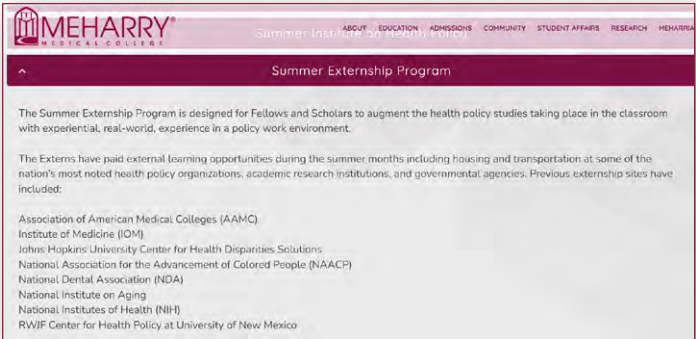 MEHARRY®
MEDICAL COLLEGE
ABOUT EDUCATION ADMISSIONS COMMUNITY STUDENT AFFAIRS RESEARCH MEHARRIA
Summer Institute on Health Policy
Summer Externship Program
The Summer Externship Program is designed for Fellows and Scholars to augment the health policy studies taking place in the classroom
with experiential, real-world, experience in a policy work environment.
The Externs have paid external learning opportunities during the summer months including housing and transportation at some of the
nation's most noted health policy organizations, academic research institutions, and governmental agencies. Previous externship sites have
included:
Association of American Medical Colleges (AAMC)
Institute of Medicine (IOM)
Johns Hopkins University Center for Health Disparities Solutions
National Association for the Advancement of Colored People (NAACP)
National Dental Association (NDA)
National Institute on Aging
National Institutes of Health (NIH)
RWJF Center for Health Policy at University of New Mexico